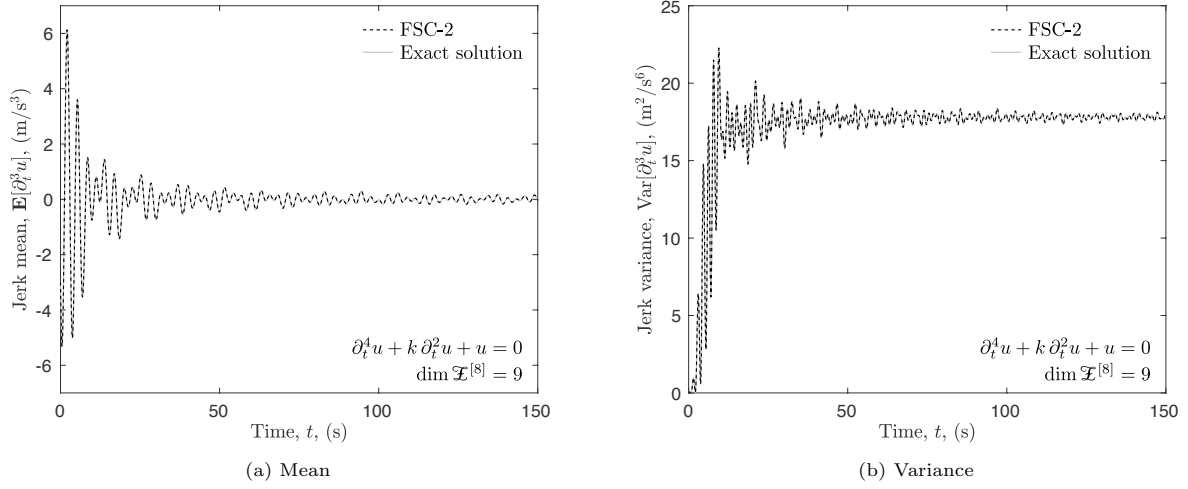 FSC-2
Exact solution
Jerk mean, E[∂³ₜu], (m/s³)
6
4
2
0
-2
-4
-6
∂⁴ₜu + k ∂²ₜu + u = 0
dim 𝒵^[8] = 9
0 50 100 150
Time, t, (s)
(a) Mean
FSC-2
Exact solution
Jerk variance, Var[∂³ₜu], (m²/s⁶)
25
20
15
10
5
0
∂⁴ₜu + k ∂²ₜu + u = 0
dim 𝒵^[8] = 9
0 50 100 150
Time, t, (s)
(b) Variance